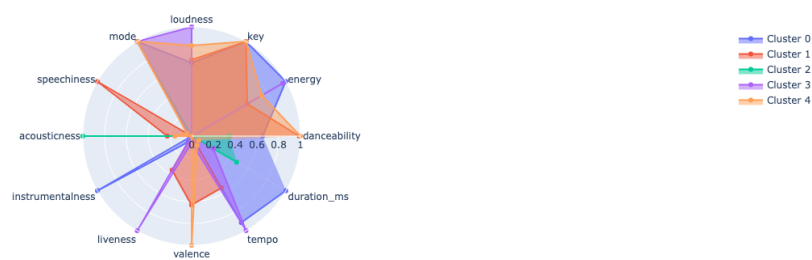 loudness
mode
key
speechiness
energy
acousticness
danceability
0 0.2 0.4 0.6 0.8 1
instrumentalness
duration_ms
liveness
tempo
valence
Cluster 0
Cluster 1
Cluster 2
Cluster 3
Cluster 4